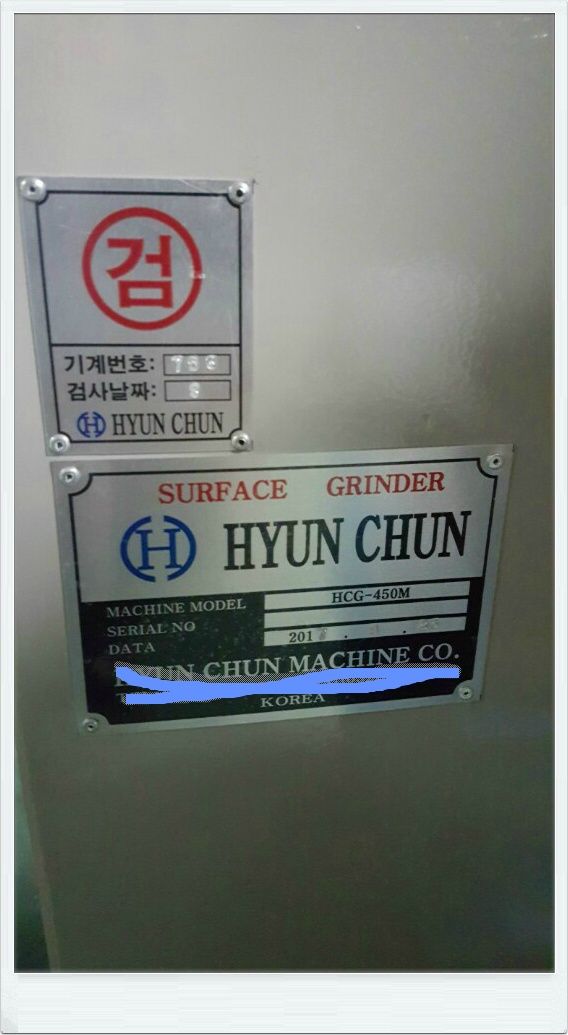 검
기계번호:
검사날짜:
HYUN CHUN
SURFACE GRINDER
H HYUN CHUN
MACHINE MODEL HCG-450M
SERIAL NO
DATA 201
HYUN CHUN MACHINE CO.
KOREA